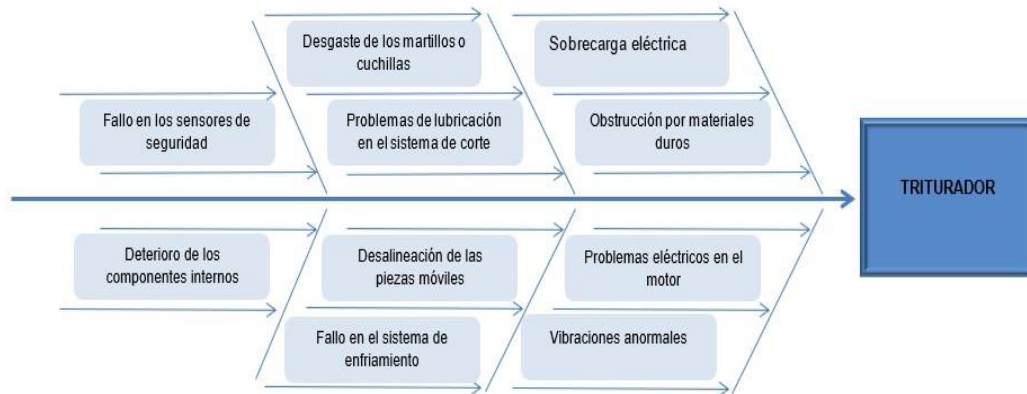 Desgaste de los martillos o
cuchillas
Sobrecarga eléctrica
Fallo en los sensores de
seguridad
Problemas de lubricación
en el sistema de corte
Obstrucción por materiales
duros
TRITURADOR
Deterioro de los
componentes internos
Desalineación de las
piezas móviles
Problemas eléctricos en el
motor
Fallo en el sistema de
enfriamiento
Vibraciones anormales